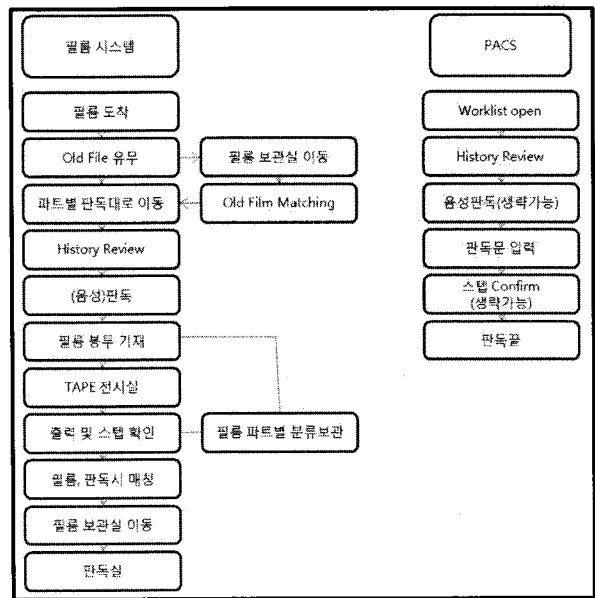 필름 시스템
PACS
필름 도착
Old File 유무
필름 보관실 이동
파트별 판독대로 이동
Old Film Matching
History Review
(음성)판독
필름 봉투 기재
TAPE 전시실
출력 및 스텝 확인
필름 파트별 분류보관
필름, 판독시 매칭
필름 보관실 이동
판독실
Worklist open
History Review
음성판독(생략가능)
판독문 입력
스텝 Confirm
(생략가능)
판독끝